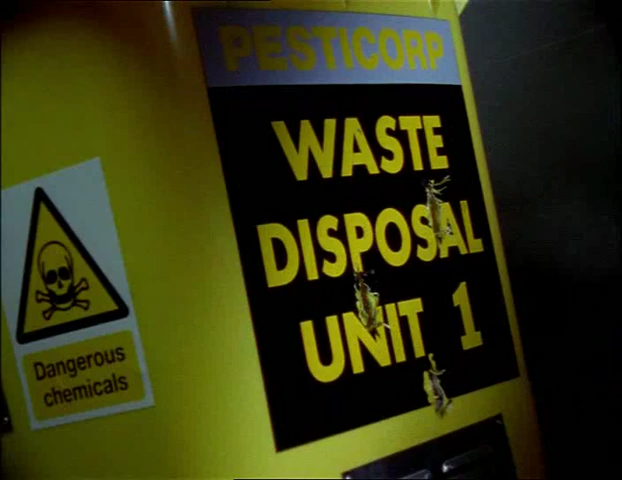 PESTICORP
WASTE
DISPOSAL
UNIT 1
Dangerous
chemicals